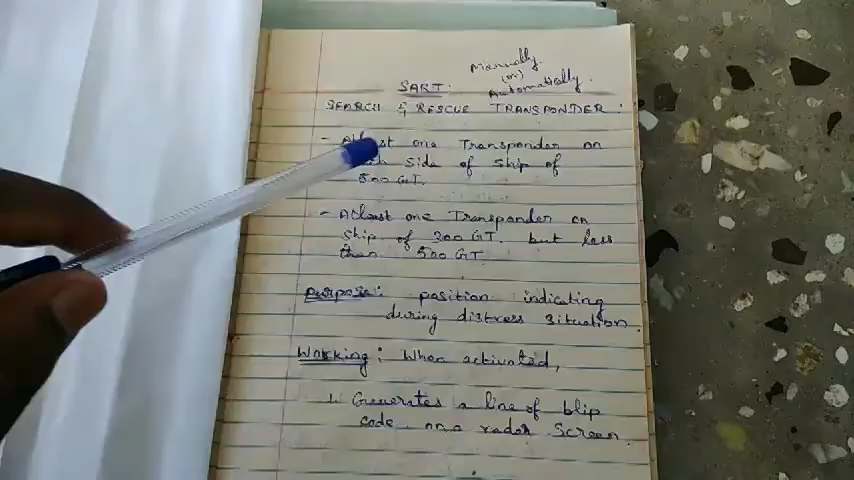 Manually
(or)
SART: Automatically.
SEARCH & RESCUE TRANSPONDER:
- Atleast one Transponder on
side of ship of
500 GT.
- Atleast one Transponder on
ship of 300 GT. but less
than 500 GT
purpose: position indicating
during distress situation.
Working: When activated,
1. Generates a line of blip
code on a radar screen.